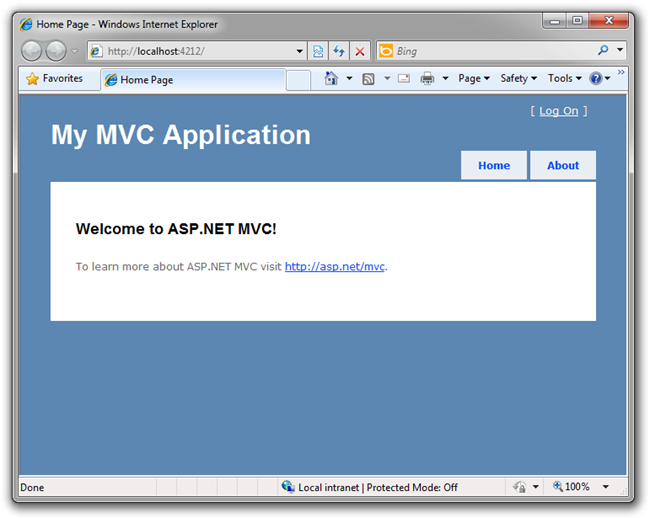 Home Page - Windows Internet Explorer
http://localhost:4212/
Bing
Favorites
Home Page
Page
Safety
Tools
»
[ Log On ]
My MVC Application
Home
About
Welcome to ASP.NET MVC!
To learn more about ASP.NET MVC visit http://asp.net/mvc.
Done
Local intranet | Protected Mode: Off
100%